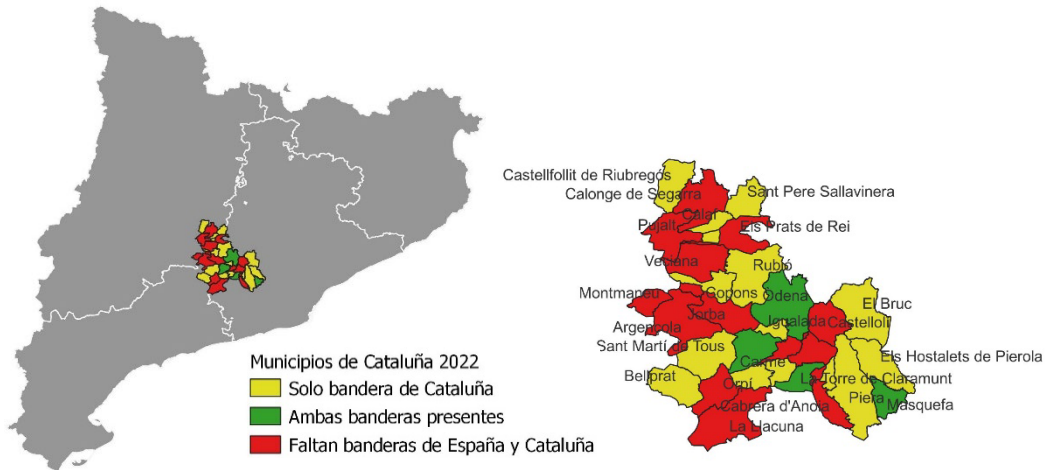 Municipios de Cataluña 2022
Solo bandera de Cataluña
Ambas banderas presentes
Faltan banderas de España y Cataluña
Castellfollit de Riubregós
Calonge de Segarra
Sant Pere Sallavinera
Calaf
Pujalt
Els Prats de Rei
Veciana
Rubió
Montmaneu
Copons
Òdena
El Bruc
Jorba
Igualada
Castellolí
Argençola
Sant Martí de Tous
Carme
Els Hostalets de Pierola
Bellprat
Orpí
La Torre de Claramunt
Piera
Masquefa
Cabrera d'Anoia
La Llacuna